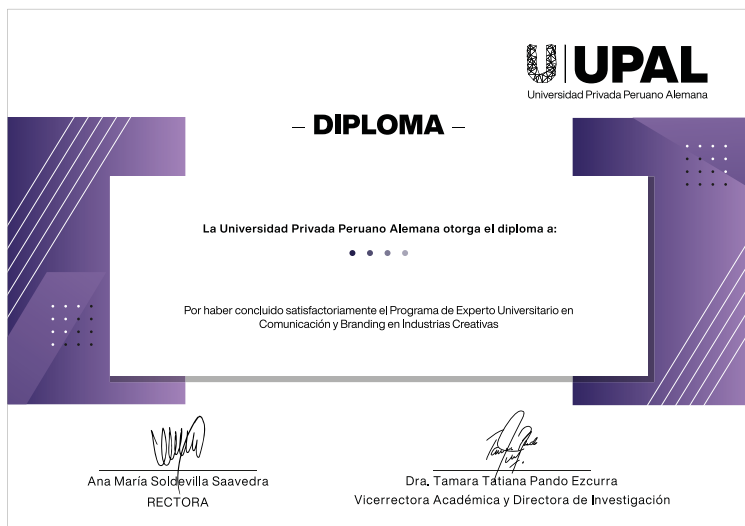 UPAL
Universidad Privada Peruano Alemana
– DIPLOMA –
La Universidad Privada Peruano Alemana otorga el diploma a:
Por haber concluido satisfactoriamente el Programa de Experto Universitario en
Comunicación y Branding en Industrias Creativas
Ana María Soldevilla Saavedra
RECTORA
Dra. Tamara Tatiana Pando Ezcurra
Vicerrectora Académica y Directora de Investigación